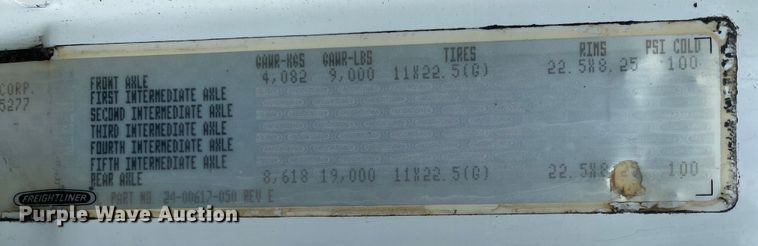 GAWR-KGS GAWR-LBS TIRES RIMS PSI COLD
FRONT AXLE 4,082 9,000 11X22.5(G) 22.5X8.25 100
CORP. FIRST INTERMEDIATE AXLE
5277 SECOND INTERMEDIATE AXLE
THIRD INTERMEDIATE AXLE
FOURTH INTERMEDIATE AXLE
FIFTH INTERMEDIATE AXLE
REAR AXLE 8,618 19,000 11X22.5(G) 100
FREIGHTLINER PART NO 24-00617-050 REV E
Purple Wave Auction